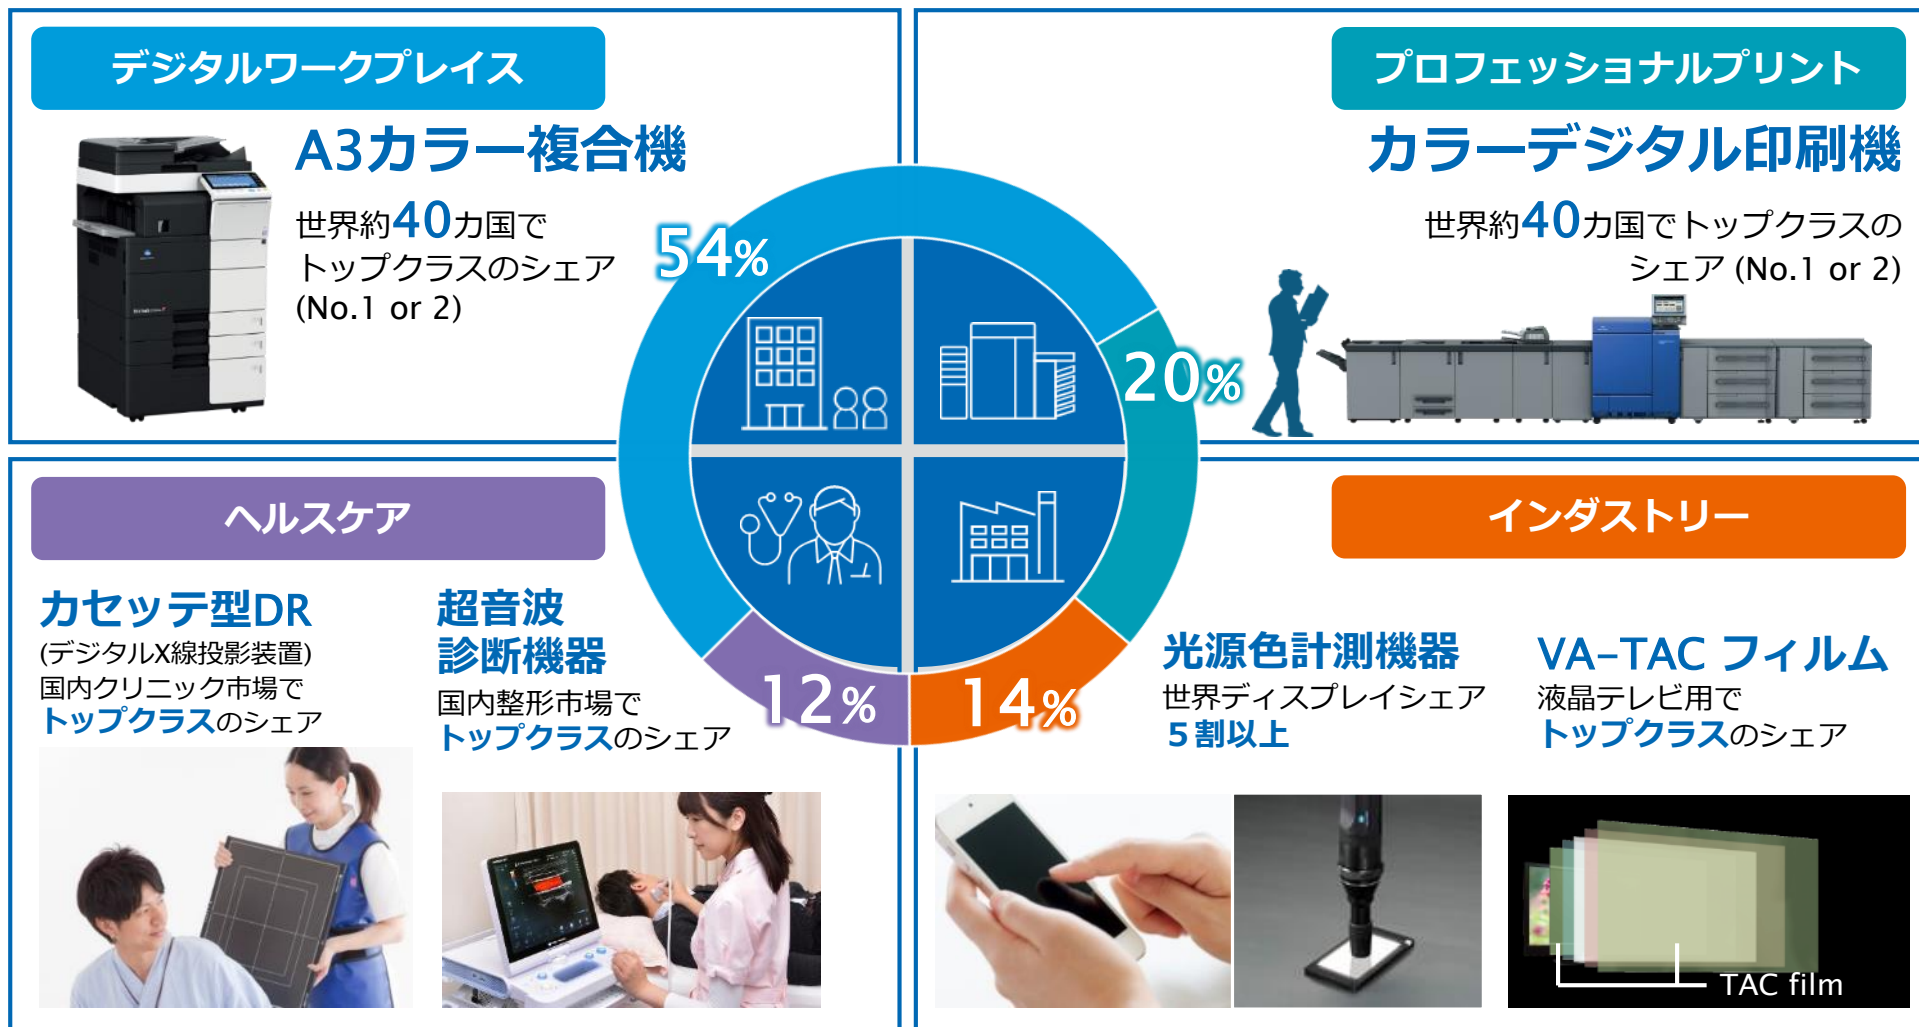 デジタルワークプレイス
A3カラー複合機
世界約40カ国で
トップクラスのシェア
(No.1 or 2)
54%
プロフェッショナルプリント
カラーデジタル印刷機
世界約40カ国でトップクラスの
シェア (No.1 or 2)
20%
ヘルスケア
カセッテ型DR
(デジタルX線投影装置)
国内クリニック市場で
トップクラスのシェア
超音波
診断機器
国内整形市場で
トップクラスのシェア
12%
インダストリー
14%
光源色計測機器
世界ディスプレイシェア
５割以上
VA-TAC フィルム
液晶テレビ用で
トップクラスのシェア
TAC film